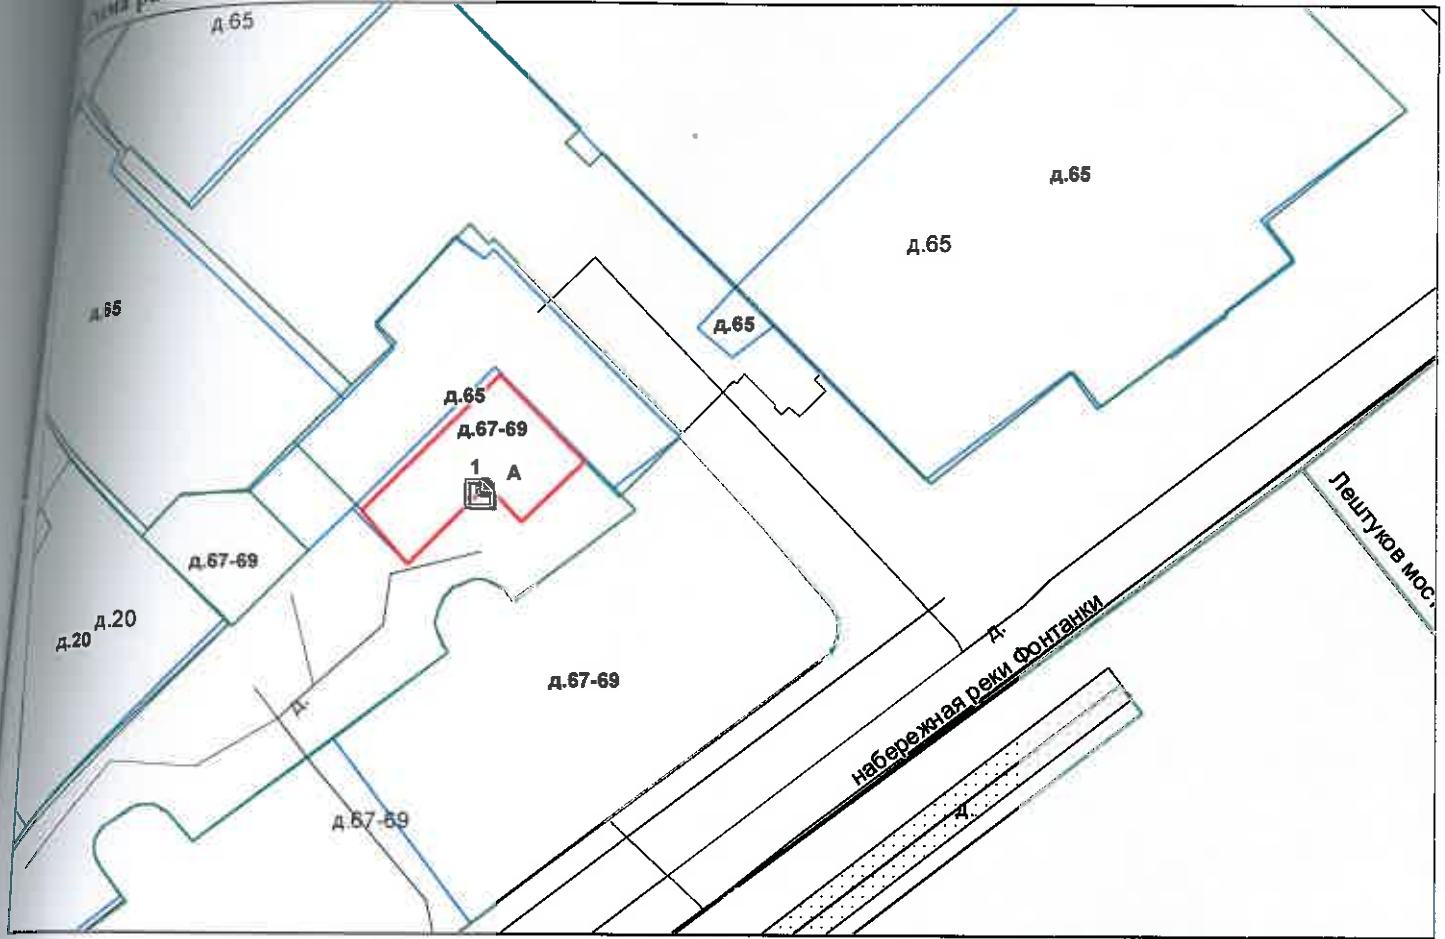 д.65
д.65
д.65
д.65
д.65
д.65
д.67-69
1
А
д.67-69
д.20
д.20
д.
д.67-69
д.
набережная реки Фонтанки
Лештуков мост
д.
д.67-69